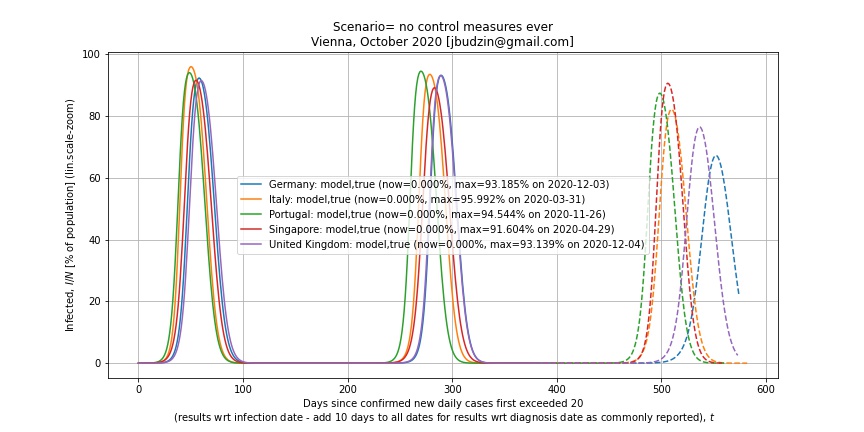 Scenario= no control measures ever
Vienna, October 2020 [jbudzin@gmail.com]
Infected, I/N [% of population] (lin.scale-zoom)
100
80
60
40
20
0
Germany: model,true (now=0.000%, max=93.185% on 2020-12-03)
Italy: model,true (now=0.000%, max=95.992% on 2020-03-31)
Portugal: model,true (now=0.000%, max=94.544% on 2020-11-26)
Singapore: model,true (now=0.000%, max=91.604% on 2020-04-29)
United Kingdom: model,true (now=0.000%, max=93.139% on 2020-12-04)
0 100 200 300 400 500 600
Days since confirmed new daily cases first exceeded 20
(results wrt infection date - add 10 days to all dates for results wrt diagnosis date as commonly reported), t